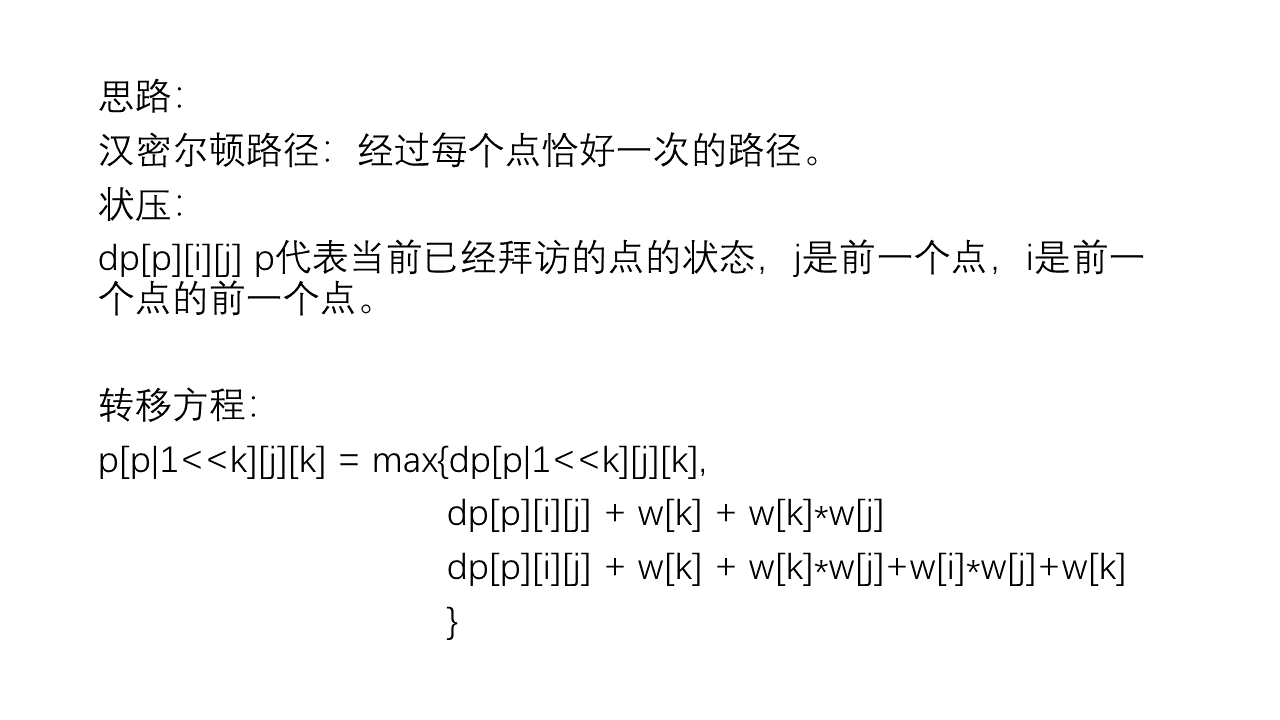 思路：
汉密尔顿路径：经过每个点恰好一次的路径。
状压：
dp[p][i][j] p代表当前已经拜访的点的状态，j是前一个点，i是前一
个点的前一个点。
转移方程：
p[p|1<<k][j][k] = max{dp[p|1<<k][j][k],
dp[p][i][j] + w[k] + w[k]*w[j]
dp[p][i][j] + w[k] + w[k]*w[j]+w[i]*w[j]+w[k]
}